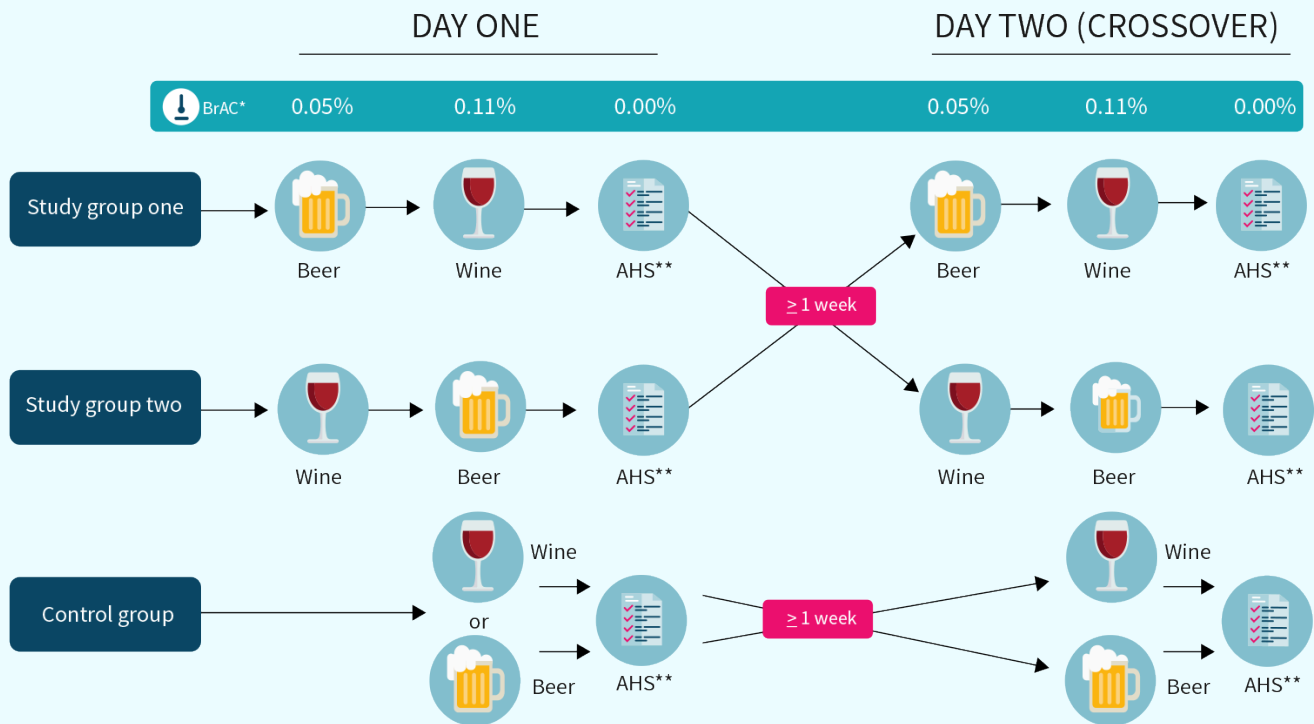 DAY ONE
DAY TWO (CROSSOVER)
BrAC* 0.05% 0.11% 0.00% 0.05% 0.11% 0.00%
Study group one
Beer Wine AHS** Beer Wine AHS**
≥ 1 week
Study group two
Wine Beer AHS** Wine Beer AHS**
Control group
Wine
or
Beer
AHS**
≥ 1 week
Wine
Beer
AHS**